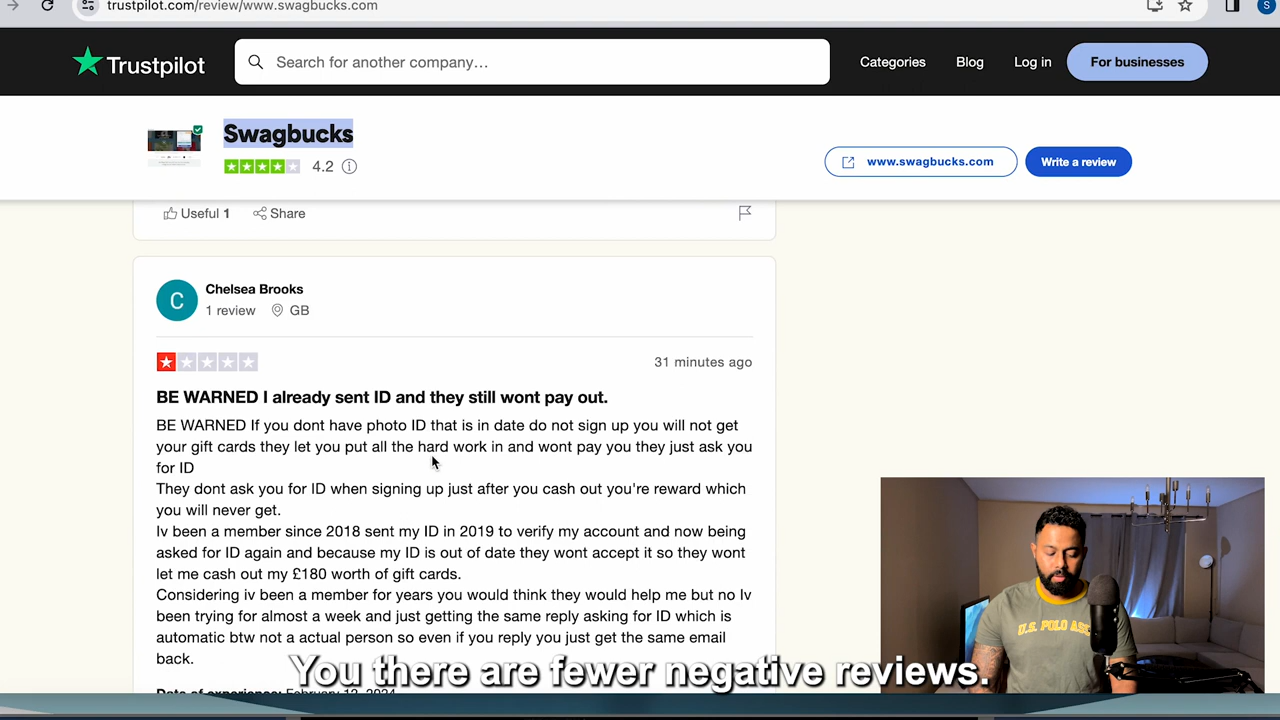 trustpilot.com/review/www.swagbucks.com
S
Trustpilot
Search for another company...
Categories
Blog
Log in
For businesses
Swagbucks
4.2
www.swagbucks.com
Write a review
Useful 1
Share
C
Chelsea Brooks
1 review
GB
31 minutes ago
BE WARNED I already sent ID and they still wont pay out.
BE WARNED If you dont have photo ID that is in date do not sign up you will not get
your gift cards they let you put all the hard work in and wont pay you they just ask you
for ID
They dont ask you for ID when signing up just after you cash out you're reward which
you will never get.
Iv been a member since 2018 sent my ID in 2019 to verify my account and now being
asked for ID again and because my ID is out of date they wont accept it so they wont
let me cash out my £180 worth of gift cards.
Considering iv been a member for years you would think they would help me but no Iv
been trying for almost a week and just getting the same reply asking for ID which is
automatic btw not a actual person so even if you reply you just get the same email
back.
Date of experience: February 12, 2024
You there are fewer negative reviews.
U.S. POLO ASS